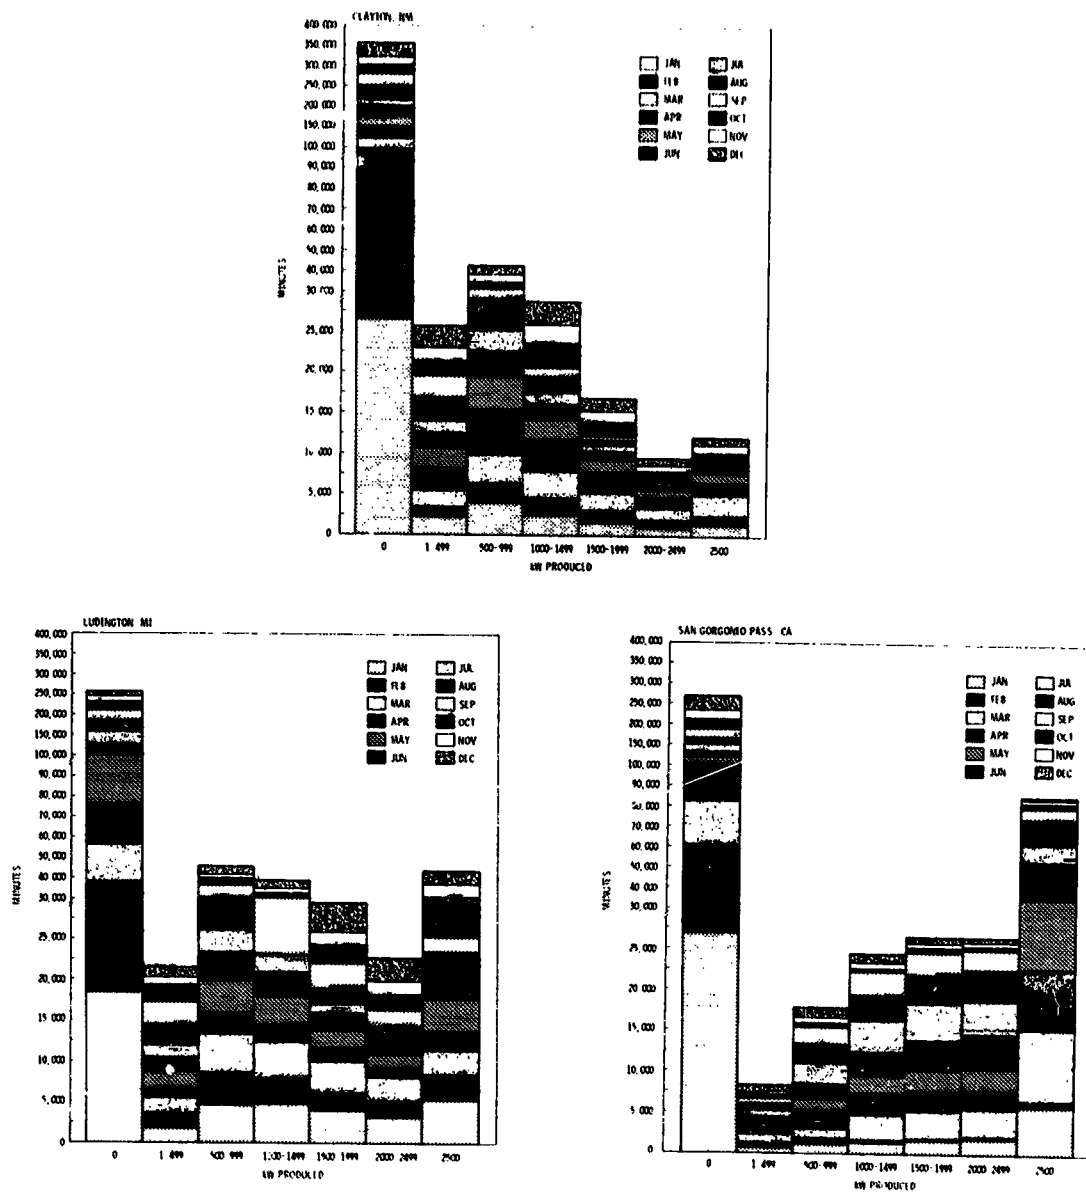 CLAYTON, NM
400,000
350,000
300,000
250,000
200,000
150,000
100,000
90,000
80,000
70,000
60,000
50,000
40,000
30,000
25,000
20,000
15,000
10,000
5,000
0
MINUTES
JAN
FEB
MAR
APR
MAY
JUN
JUL
AUG
SEP
OCT
NOV
DEC
0 1-499 500-999 1000-1499 1500-1999 2000-2499 2500
kW PRODUCED
LUDINGTON MI
400,000
350,000
300,000
250,000
200,000
150,000
100,000
90,000
80,000
70,000
60,000
50,000
40,000
30,000
25,000
20,000
15,000
10,000
5,000
0
MINUTES
JAN
FEB
MAR
APR
MAY
JUN
JUL
AUG
SEP
OCT
NOV
DEC
0 1-499 500-999 1000-1499 1500-1999 2000-2499 2500
kW PRODUCED
SAN GORGONIO PASS CA
400,000
350,000
300,000
250,000
200,000
150,000
100,000
90,000
80,000
70,000
60,000
50,000
40,000
30,000
25,000
20,000
15,000
10,000
5,000
0
MINUTES
JAN
FEB
MAR
APR
MAY
JUN
JUL
AUG
SEP
OCT
NOV
DEC
0 1-499 500-999 1000-1499 1500-1999 2000-2499 2500
kW PRODUCED